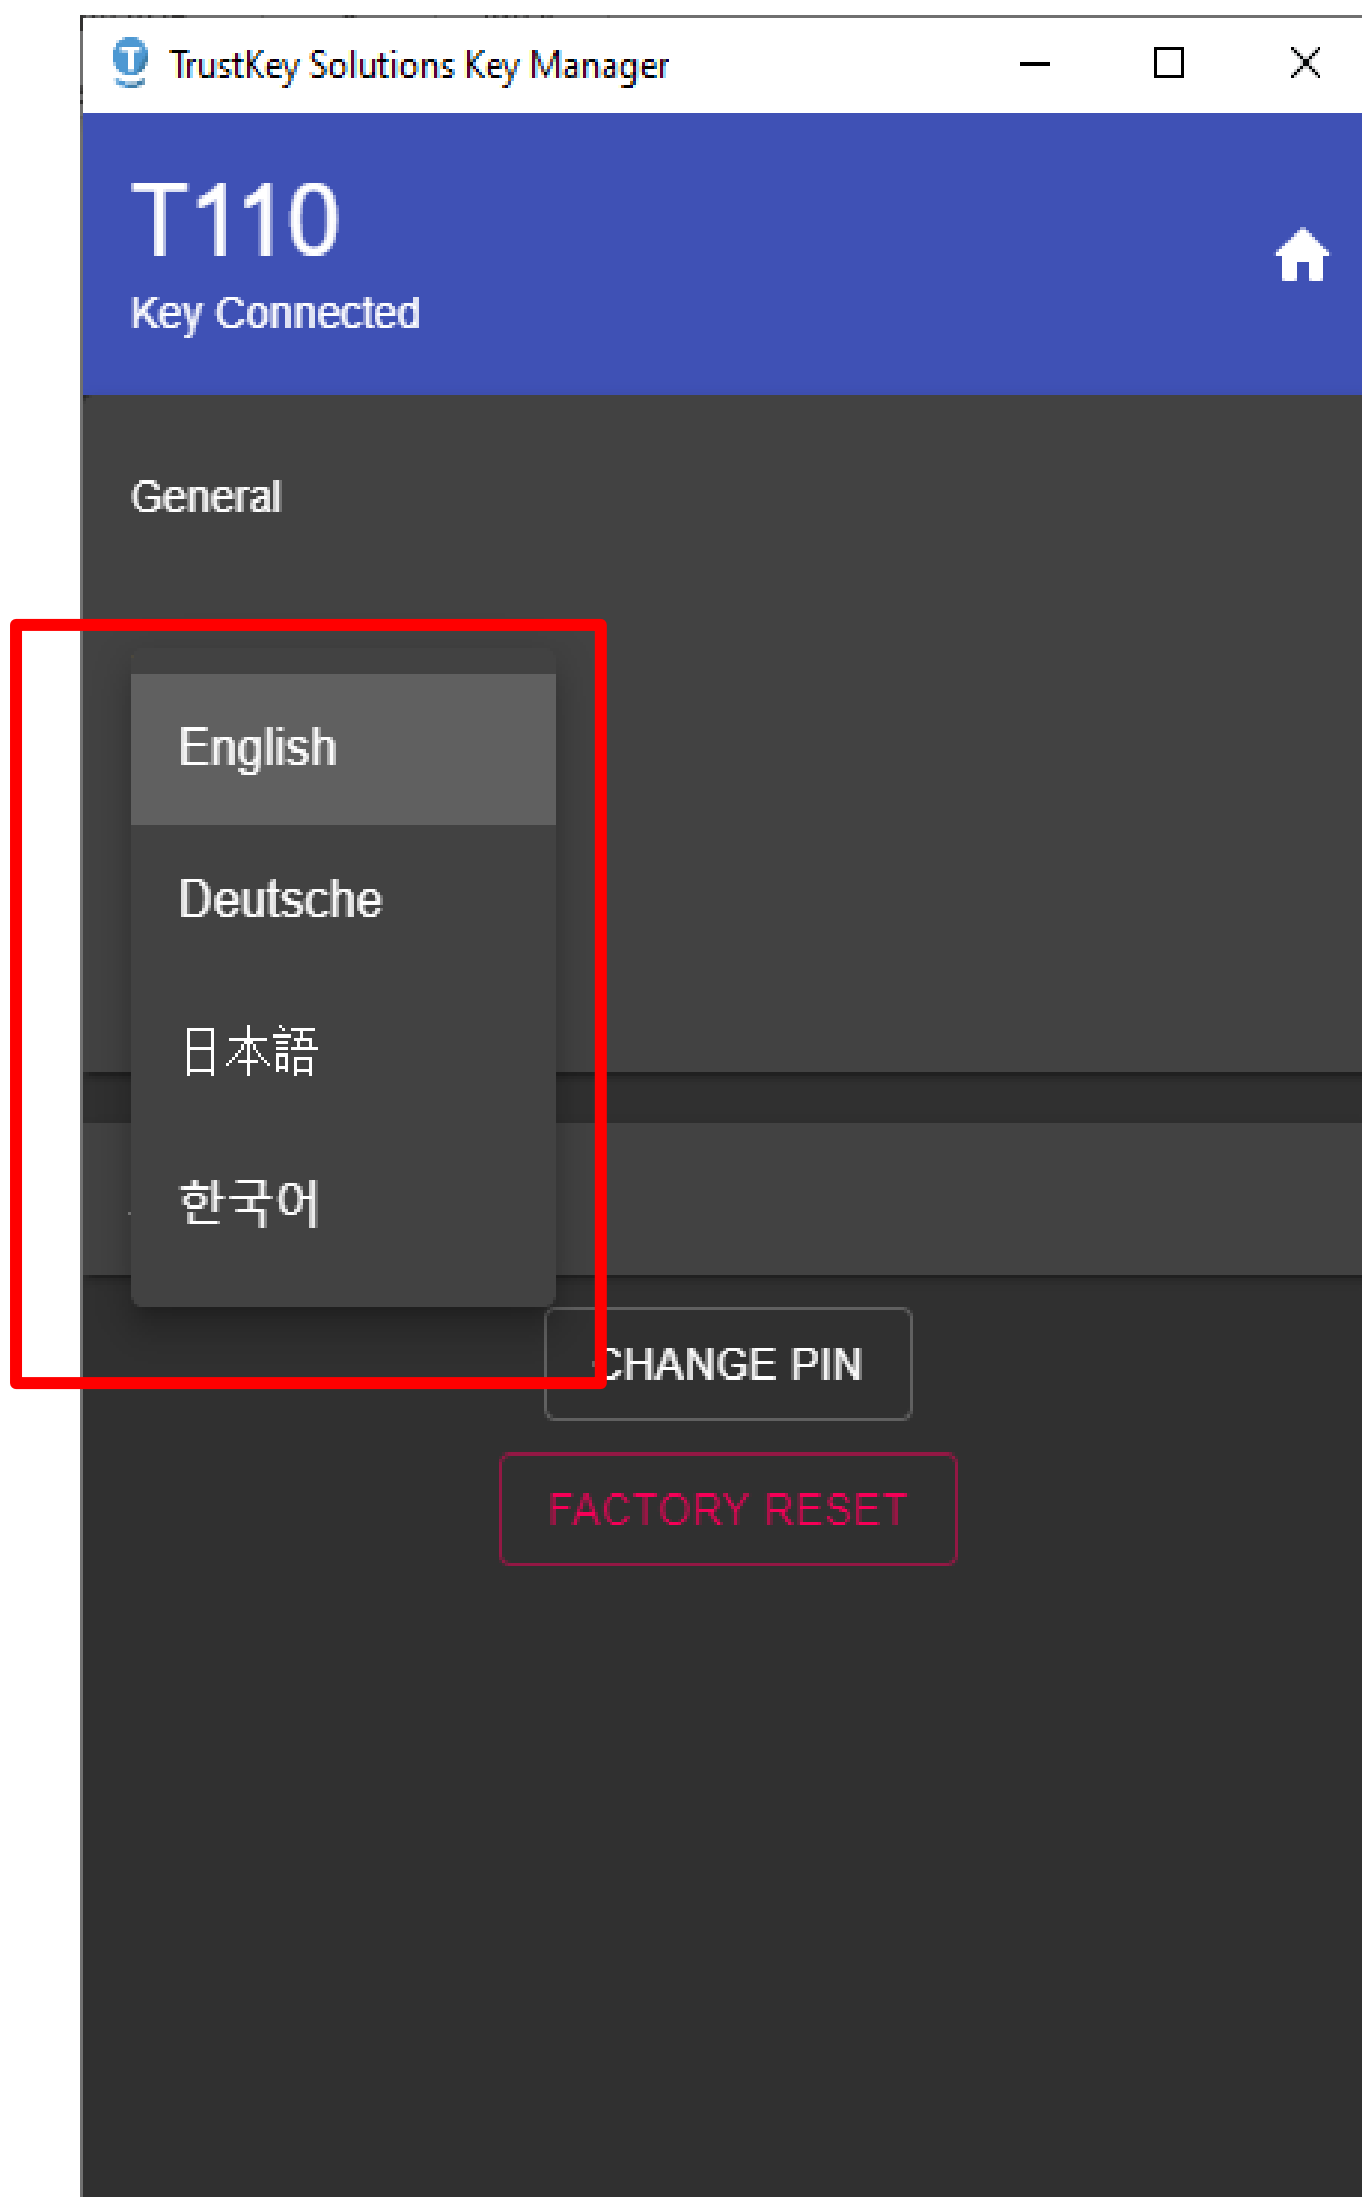 TrustKey Solutions Key Manager
T110
Key Connected
General
English
Deutsche
日本語
한국어
CHANGE PIN
FACTORY RESET